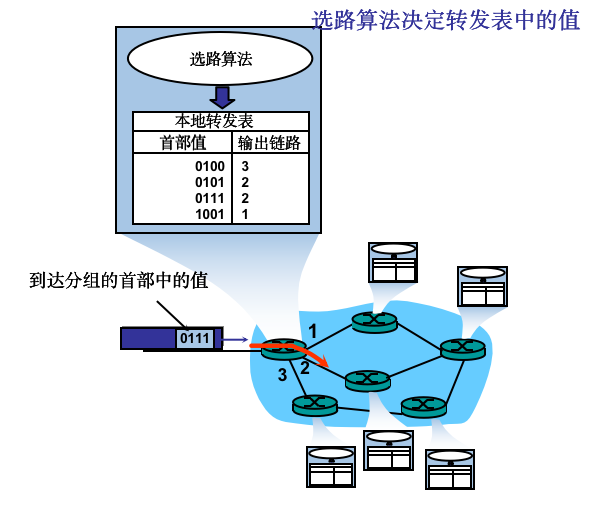 选路算法决定转发表中的值
选路算法
本地转发表
首部值 输出链路
0100 3
0101 2
0111 2
1001 1
到达分组的首部中的值
0111
1
2
3